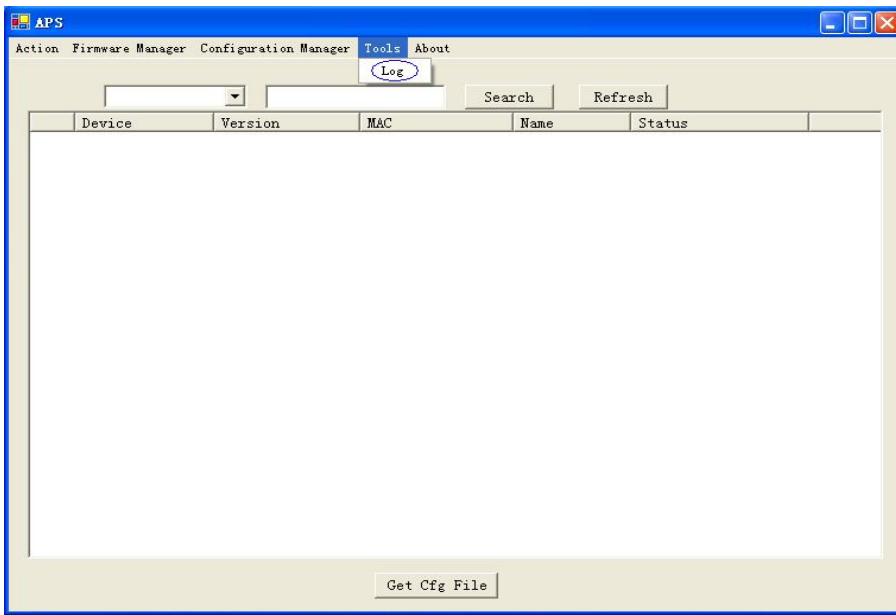 APS
Action Firmware Manager Configuration Manager Tools About
Log
Search Refresh
Device Version MAC Name Status
Get Cfg File